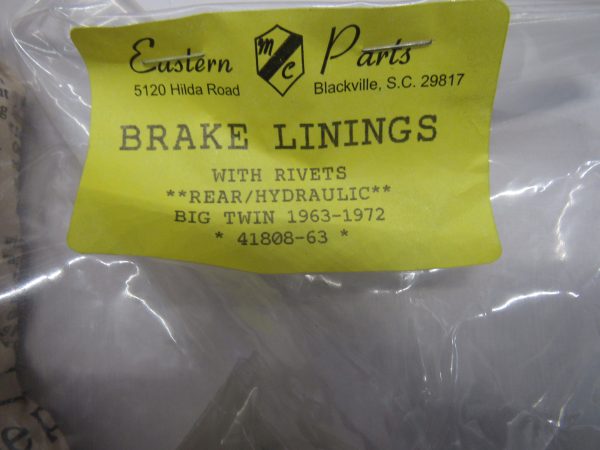 Eastern MC Parts
5120 Hilda Road Blackville, S.C. 29817
BRAKE LININGS
WITH RIVETS
**REAR/HYDRAULIC**
BIG TWIN 1963-1972
* 41808-63 *